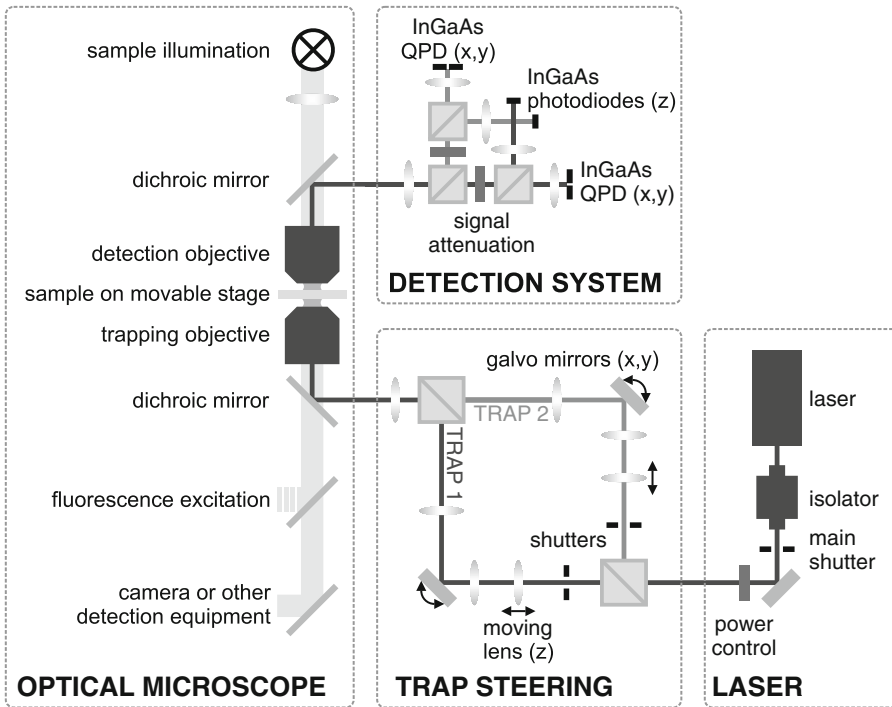 sample illumination
dichroic mirror
detection objective
sample on movable stage
trapping objective
dichroic mirror
fluorescence excitation
camera or other
detection equipment
OPTICAL MICROSCOPE
InGaAs
QPD (x,y)
InGaAs
photodiodes (z)
InGaAs
QPD (x,y)
signal
attenuation
DETECTION SYSTEM
galvo mirrors (x,y)
TRAP 2
TRAP 1
shutters
moving
lens (z)
TRAP STEERING
laser
isolator
main
shutter
power
control
LASER